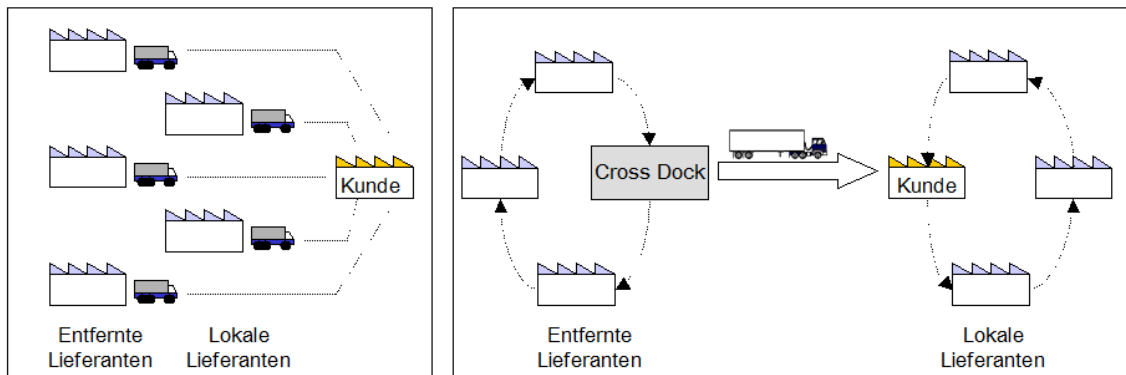 Kunde
Entfernte
Lieferanten
Lokale
Lieferanten
Cross Dock
Kunde
Entfernte
Lieferanten
Lokale
Lieferanten